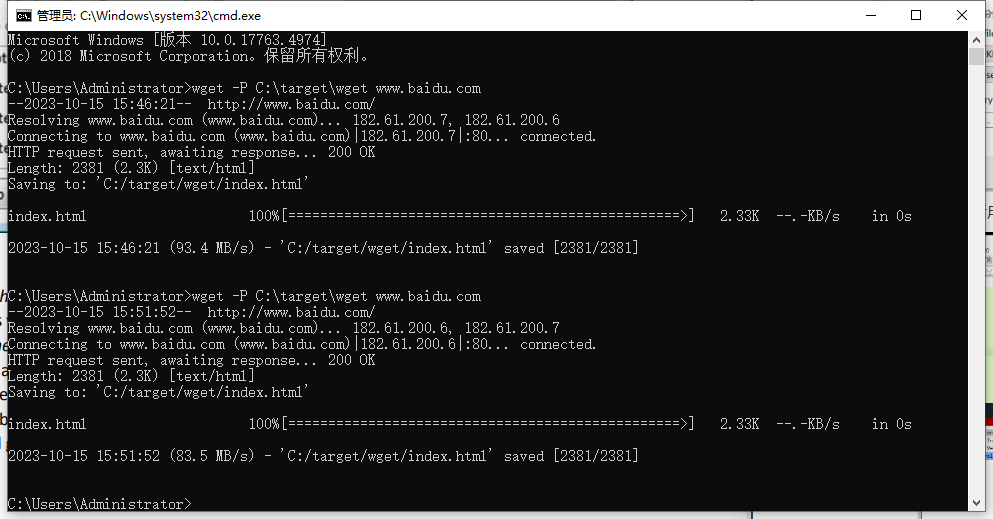 管理员: C:\Windows\system32\cmd.exe
Microsoft Windows [版本 10.0.17763.4974]
(c) 2018 Microsoft Corporation。保留所有权利。
C:\Users\Administrator>wget -P C:\target\wget www.baidu.com
--2023-10-15 15:46:21--  http://www.baidu.com/
Resolving www.baidu.com (www.baidu.com)... 182.61.200.7, 182.61.200.6
Connecting to www.baidu.com (www.baidu.com)|182.61.200.7|:80... connected.
HTTP request sent, awaiting response... 200 OK
Length: 2381 (2.3K) [text/html]
Saving to: 'C:/target/wget/index.html'
index.html                    100%[================================================>]   2.33K  --.-KB/s    in 0s
2023-10-15 15:46:21 (93.4 MB/s) - 'C:/target/wget/index.html' saved [2381/2381]
C:\Users\Administrator>wget -P C:\target\wget www.baidu.com
--2023-10-15 15:51:52--  http://www.baidu.com/
Resolving www.baidu.com (www.baidu.com)... 182.61.200.6, 182.61.200.7
Connecting to www.baidu.com (www.baidu.com)|182.61.200.6|:80... connected.
HTTP request sent, awaiting response... 200 OK
Length: 2381 (2.3K) [text/html]
Saving to: 'C:/target/wget/index.html'
index.html                    100%[================================================>]   2.33K  --.-KB/s    in 0s
2023-10-15 15:51:52 (83.5 MB/s) - 'C:/target/wget/index.html' saved [2381/2381]
C:\Users\Administrator>